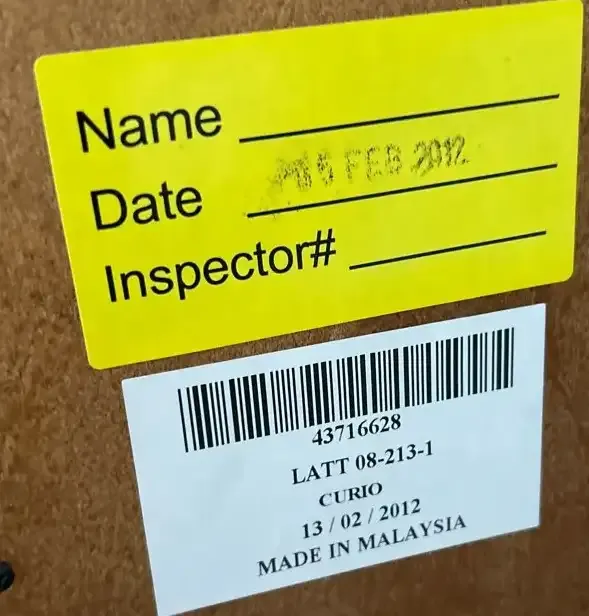 Name
Date FEB 2012
Inspector#
43716628
LATT 08-213-1
CURIO
13 / 02 / 2012
MADE IN MALAYSIA